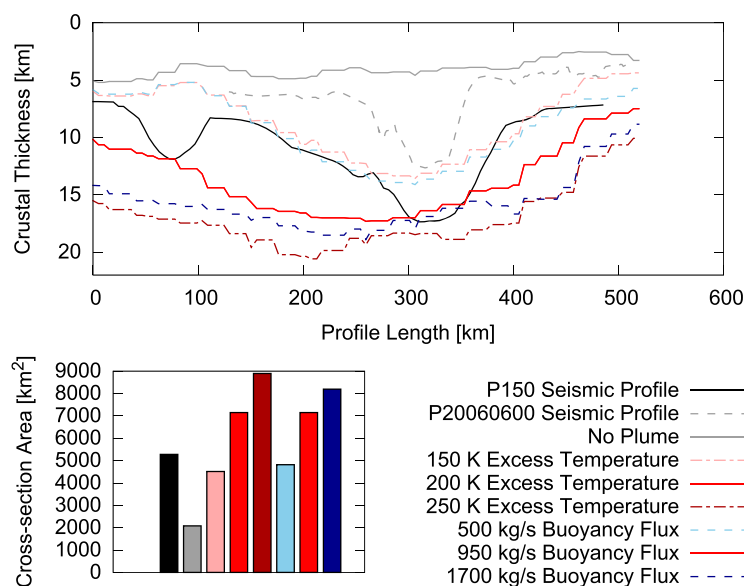 0
5
10
15
20
Crustal Thickness [km]
0 100 200 300 400 500 600
Profile Length [km]
9000
8000
7000
6000
5000
4000
3000
2000
1000
0
Cross-section Area [km²]
P150 Seismic Profile
P20060600 Seismic Profile
No Plume
150 K Excess Temperature
200 K Excess Temperature
250 K Excess Temperature
500 kg/s Buoyancy Flux
950 kg/s Buoyancy Flux
1700 kg/s Buoyancy Flux